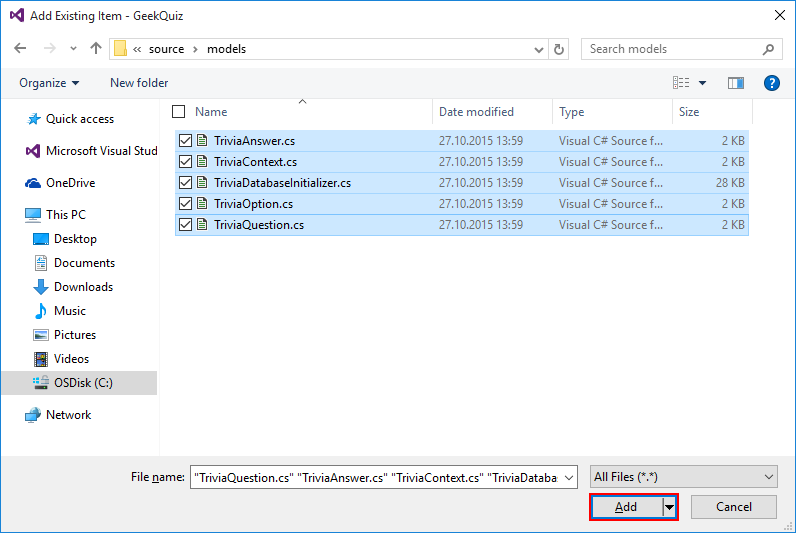 Add Existing Item - GeekQuiz
« source › models
Search models
Organize New folder
?
Name Date modified Type Size
Quick access
Microsoft Visual Stud
OneDrive
This PC
Desktop
Documents
Downloads
Music
Pictures
Videos
OSDisk (C:)
Network
TriviaAnswer.cs 27.10.2015 13:59 Visual C# Source f... 2 KB
TriviaContext.cs 27.10.2015 13:59 Visual C# Source f... 2 KB
TriviaDatabaseInitializer.cs 27.10.2015 13:59 Visual C# Source f... 28 KB
TriviaOption.cs 27.10.2015 13:59 Visual C# Source f... 2 KB
TriviaQuestion.cs 27.10.2015 13:59 Visual C# Source f... 2 KB
File name: "TriviaQuestion.cs" "TriviaAnswer.cs" "TriviaContext.cs" "TriviaDataba All Files (*.*)
Add Cancel